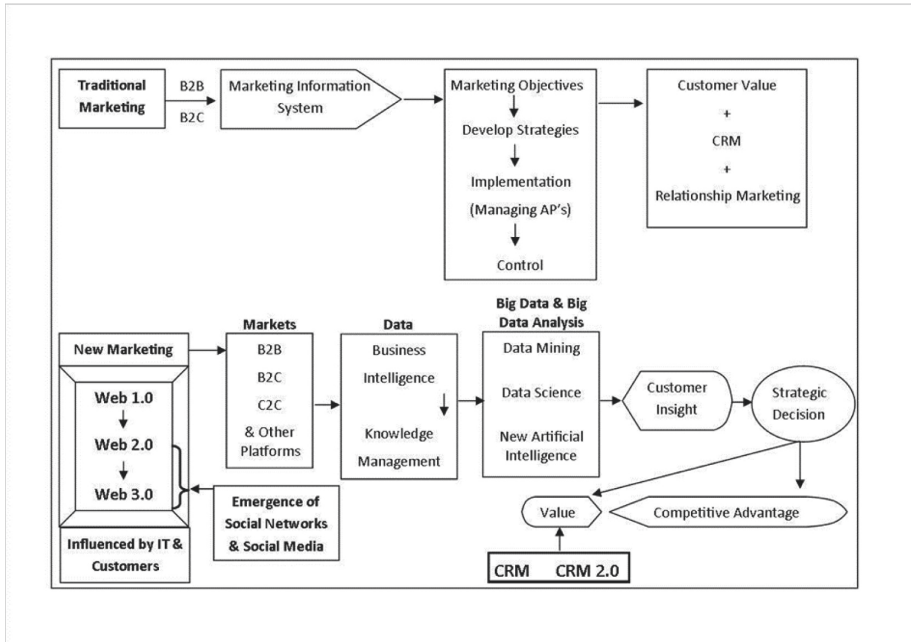 Traditional
Marketing
B2B
B2C
Marketing Information
System
Marketing Objectives
Develop Strategies
Implementation
(Managing AP's)
Control
Customer Value
+
CRM
+
Relationship Marketing
New Marketing
Web 1.0
Web 2.0
Web 3.0
Influenced by IT &
Customers
Emergence of
Social Networks
& Social Media
Markets
B2B
B2C
C2C
& Other
Platforms
Data
Business
Intelligence
Knowledge
Management
Big Data & Big
Data Analysis
Data Mining
Data Science
New Artificial
Intelligence
Customer
Insight
Strategic
Decision
Value
Competitive Advantage
CRM CRM 2.0